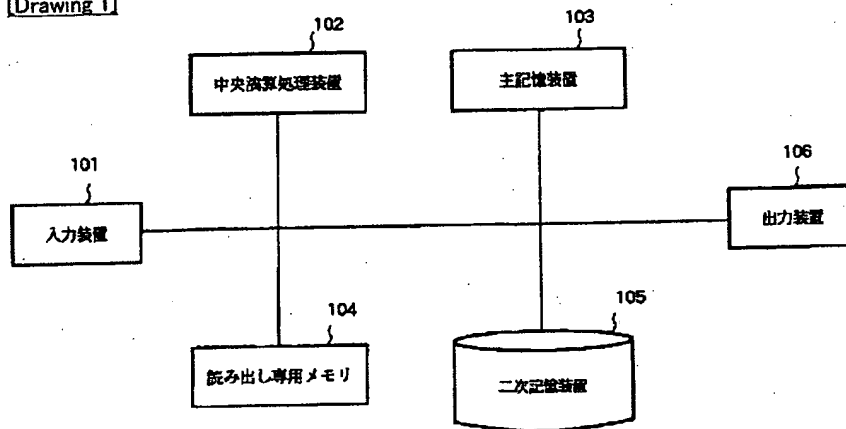 [Drawing 1]
102
中央演算処理装置
103
主記憶装置
101
入力装置
106
出力装置
104
読み出し専用メモリ
105
二次記憶装置